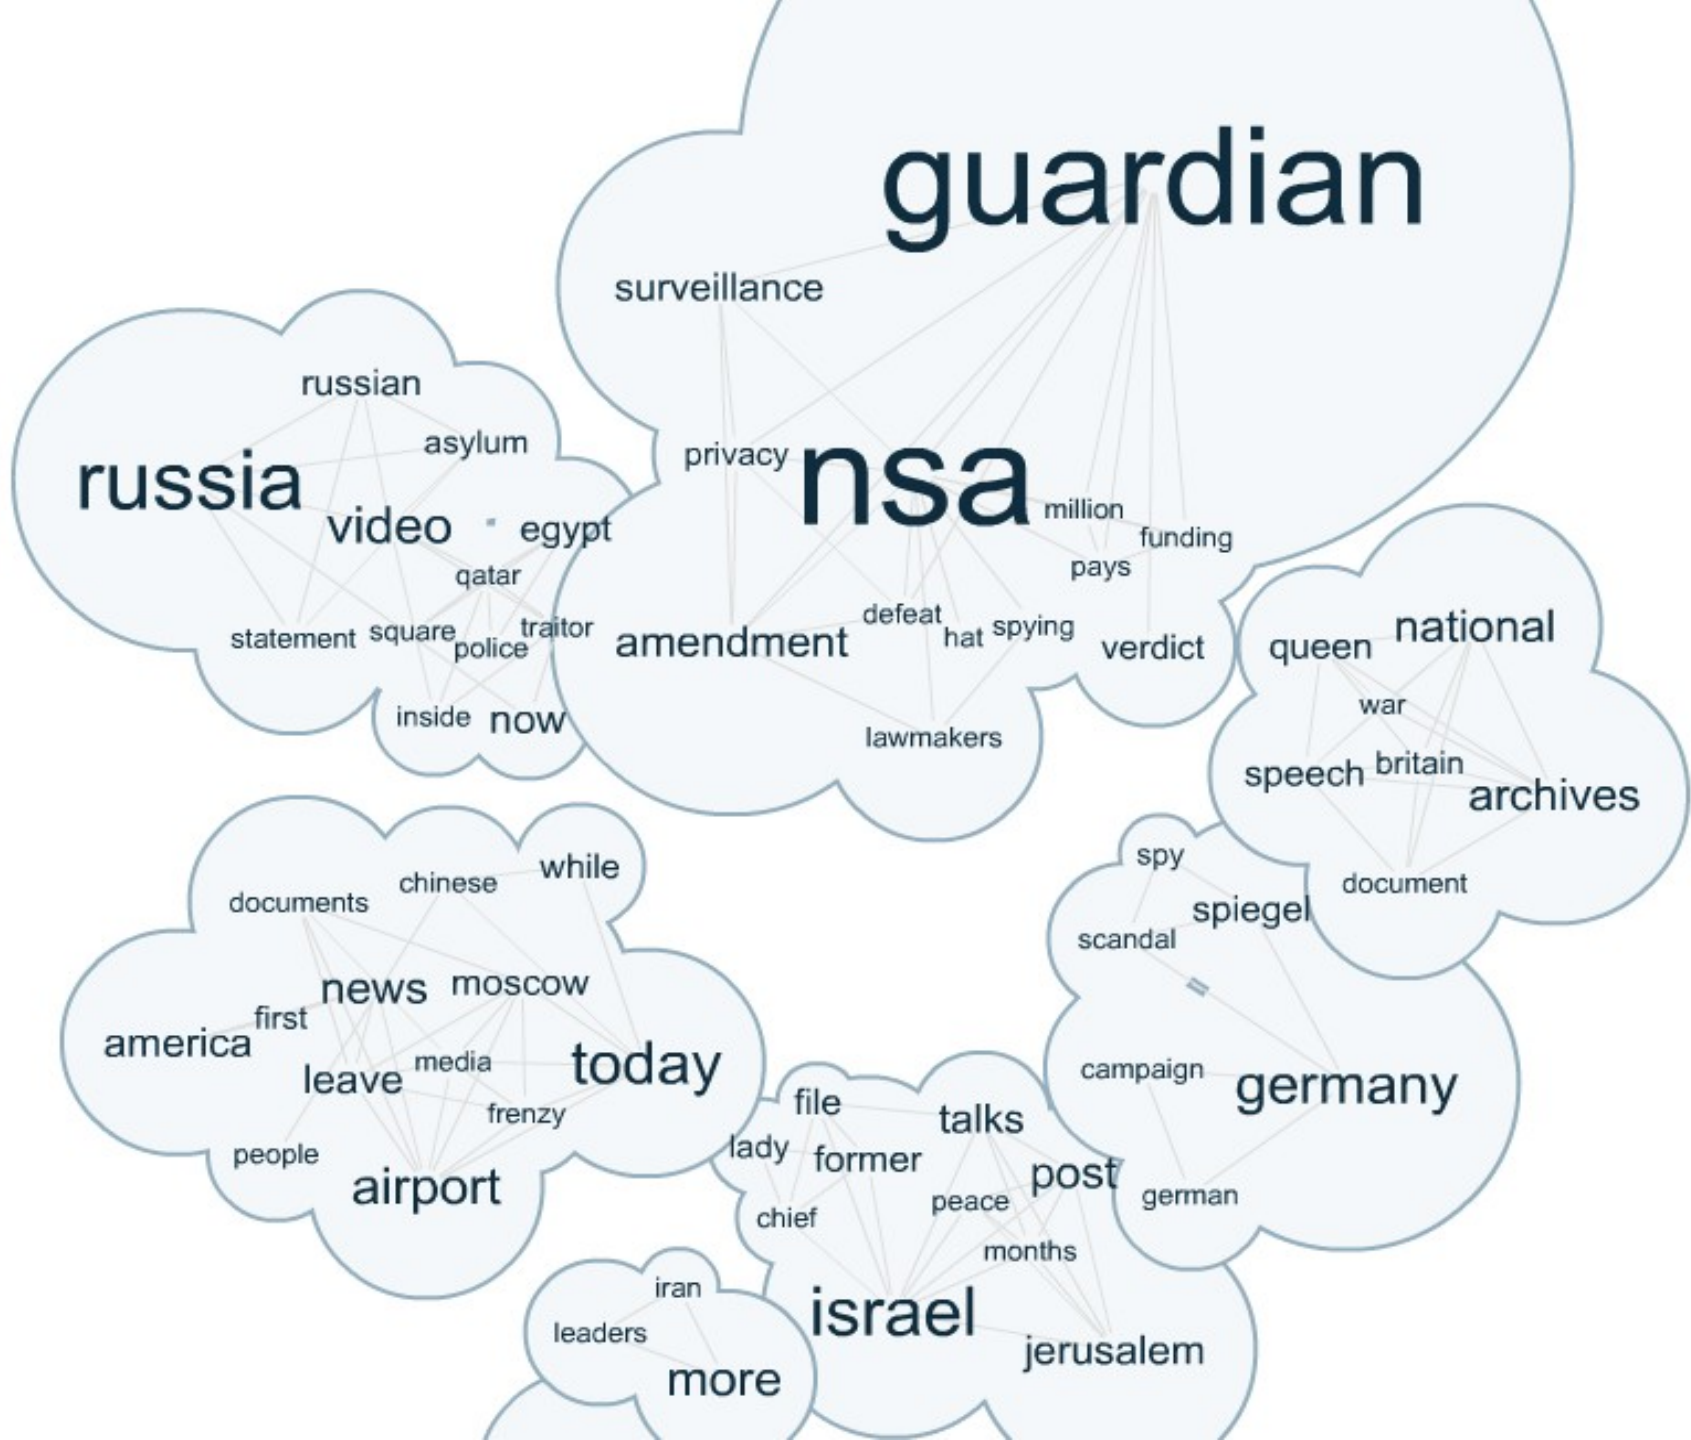 guardian
surveillance
privacy
nsa
million
funding
pays
defeat
hat
spying
amendment
verdict
lawmakers
russian
asylum
russia
video
egypt
qatar
statement
square
police
traitor
inside
now
national
queen
war
speech
britain
archives
document
spy
spiegel
scandal
campaign
germany
german
while
chinese
documents
news
moscow
first
america
leave
media
today
frenzy
people
airport
file
talks
lady
former
post
peace
chief
months
israel
jerusalem
iran
leaders
more